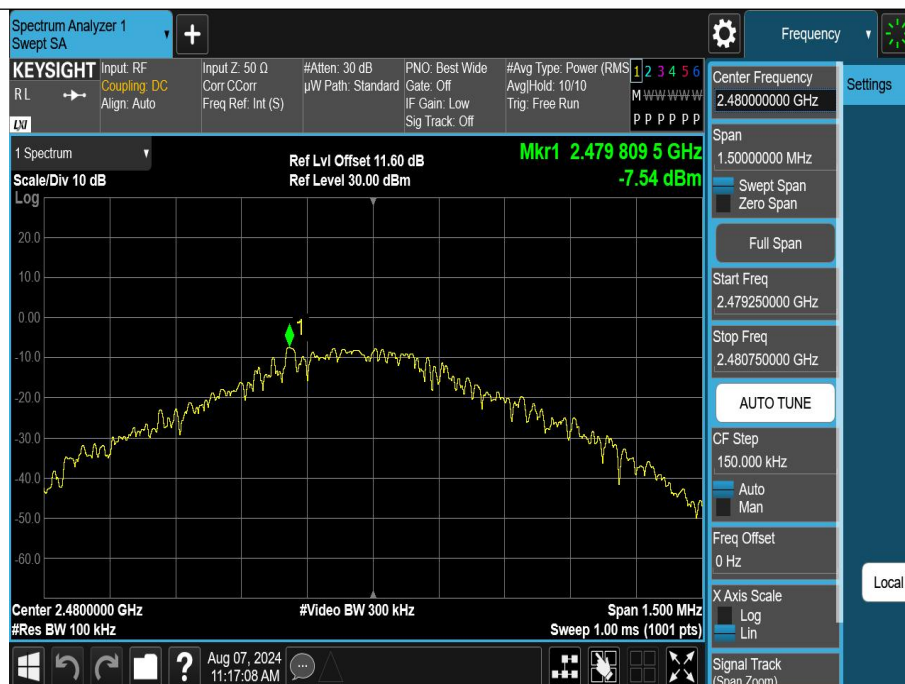 Spectrum Analyzer 1
Swept SA
Frequency
KEYSIGHT
RL
LXI
Input: RF
Coupling: DC
Align: Auto
Input Z: 50 Ω
Corr CCorr
Freq Ref: Int (S)
#Atten: 30 dB
µW Path: Standard
PNO: Best Wide
Gate: Off
IF Gain: Low
Sig Track: Off
#Avg Type: Power (RMS
Avg|Hold: 10/10
Trig: Free Run
1 2 3 4 5 6
M W W W W W
P P P P P P
1 Spectrum
Scale/Div 10 dB
Ref Lvl Offset 11.60 dB
Ref Level 30.00 dBm
Mkr1 2.479 809 5 GHz
-7.54 dBm
Log
20.0
10.0
0.00
-10.0
-20.0
-30.0
-40.0
-50.0
-60.0
1
Center 2.4800000 GHz
#Res BW 100 kHz
#Video BW 300 kHz
Span 1.500 MHz
Sweep 1.00 ms (1001 pts)
Center Frequency
2.480000000 GHz
Span
1.50000000 MHz
Swept Span
Zero Span
Full Span
Start Freq
2.479250000 GHz
Stop Freq
2.480750000 GHz
AUTO TUNE
CF Step
150.000 kHz
Auto
Man
Freq Offset
0 Hz
X Axis Scale
Log
Lin
Signal Track
(Span Zoom)
Settings
Local
?
Aug 07, 2024
11:17:08 AM